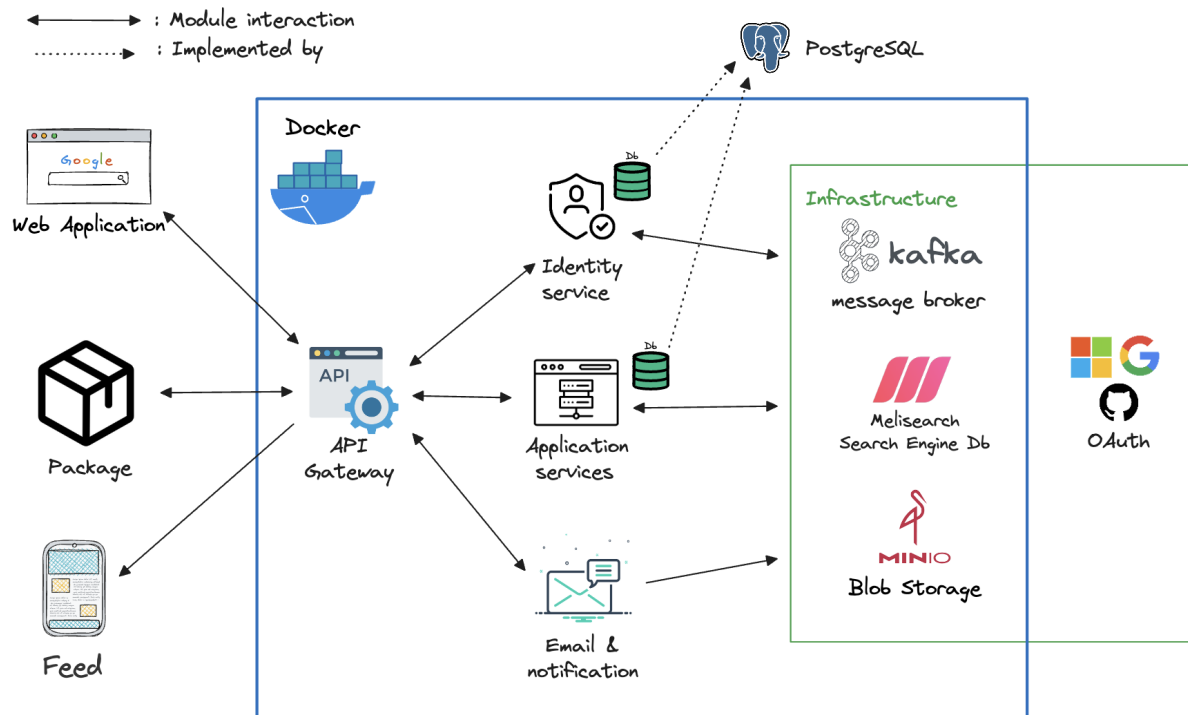 : Module interaction
: Implemented by
PostgreSQL
Docker
Google
Web Application
Db
Identity
service
Infrastructure
kafka
message broker
Package
API
API
Gateway
Db
Application
services
Melisearch
Search Engine Db
OAuth
MINIO
Blob Storage
Feed
Email &
notification